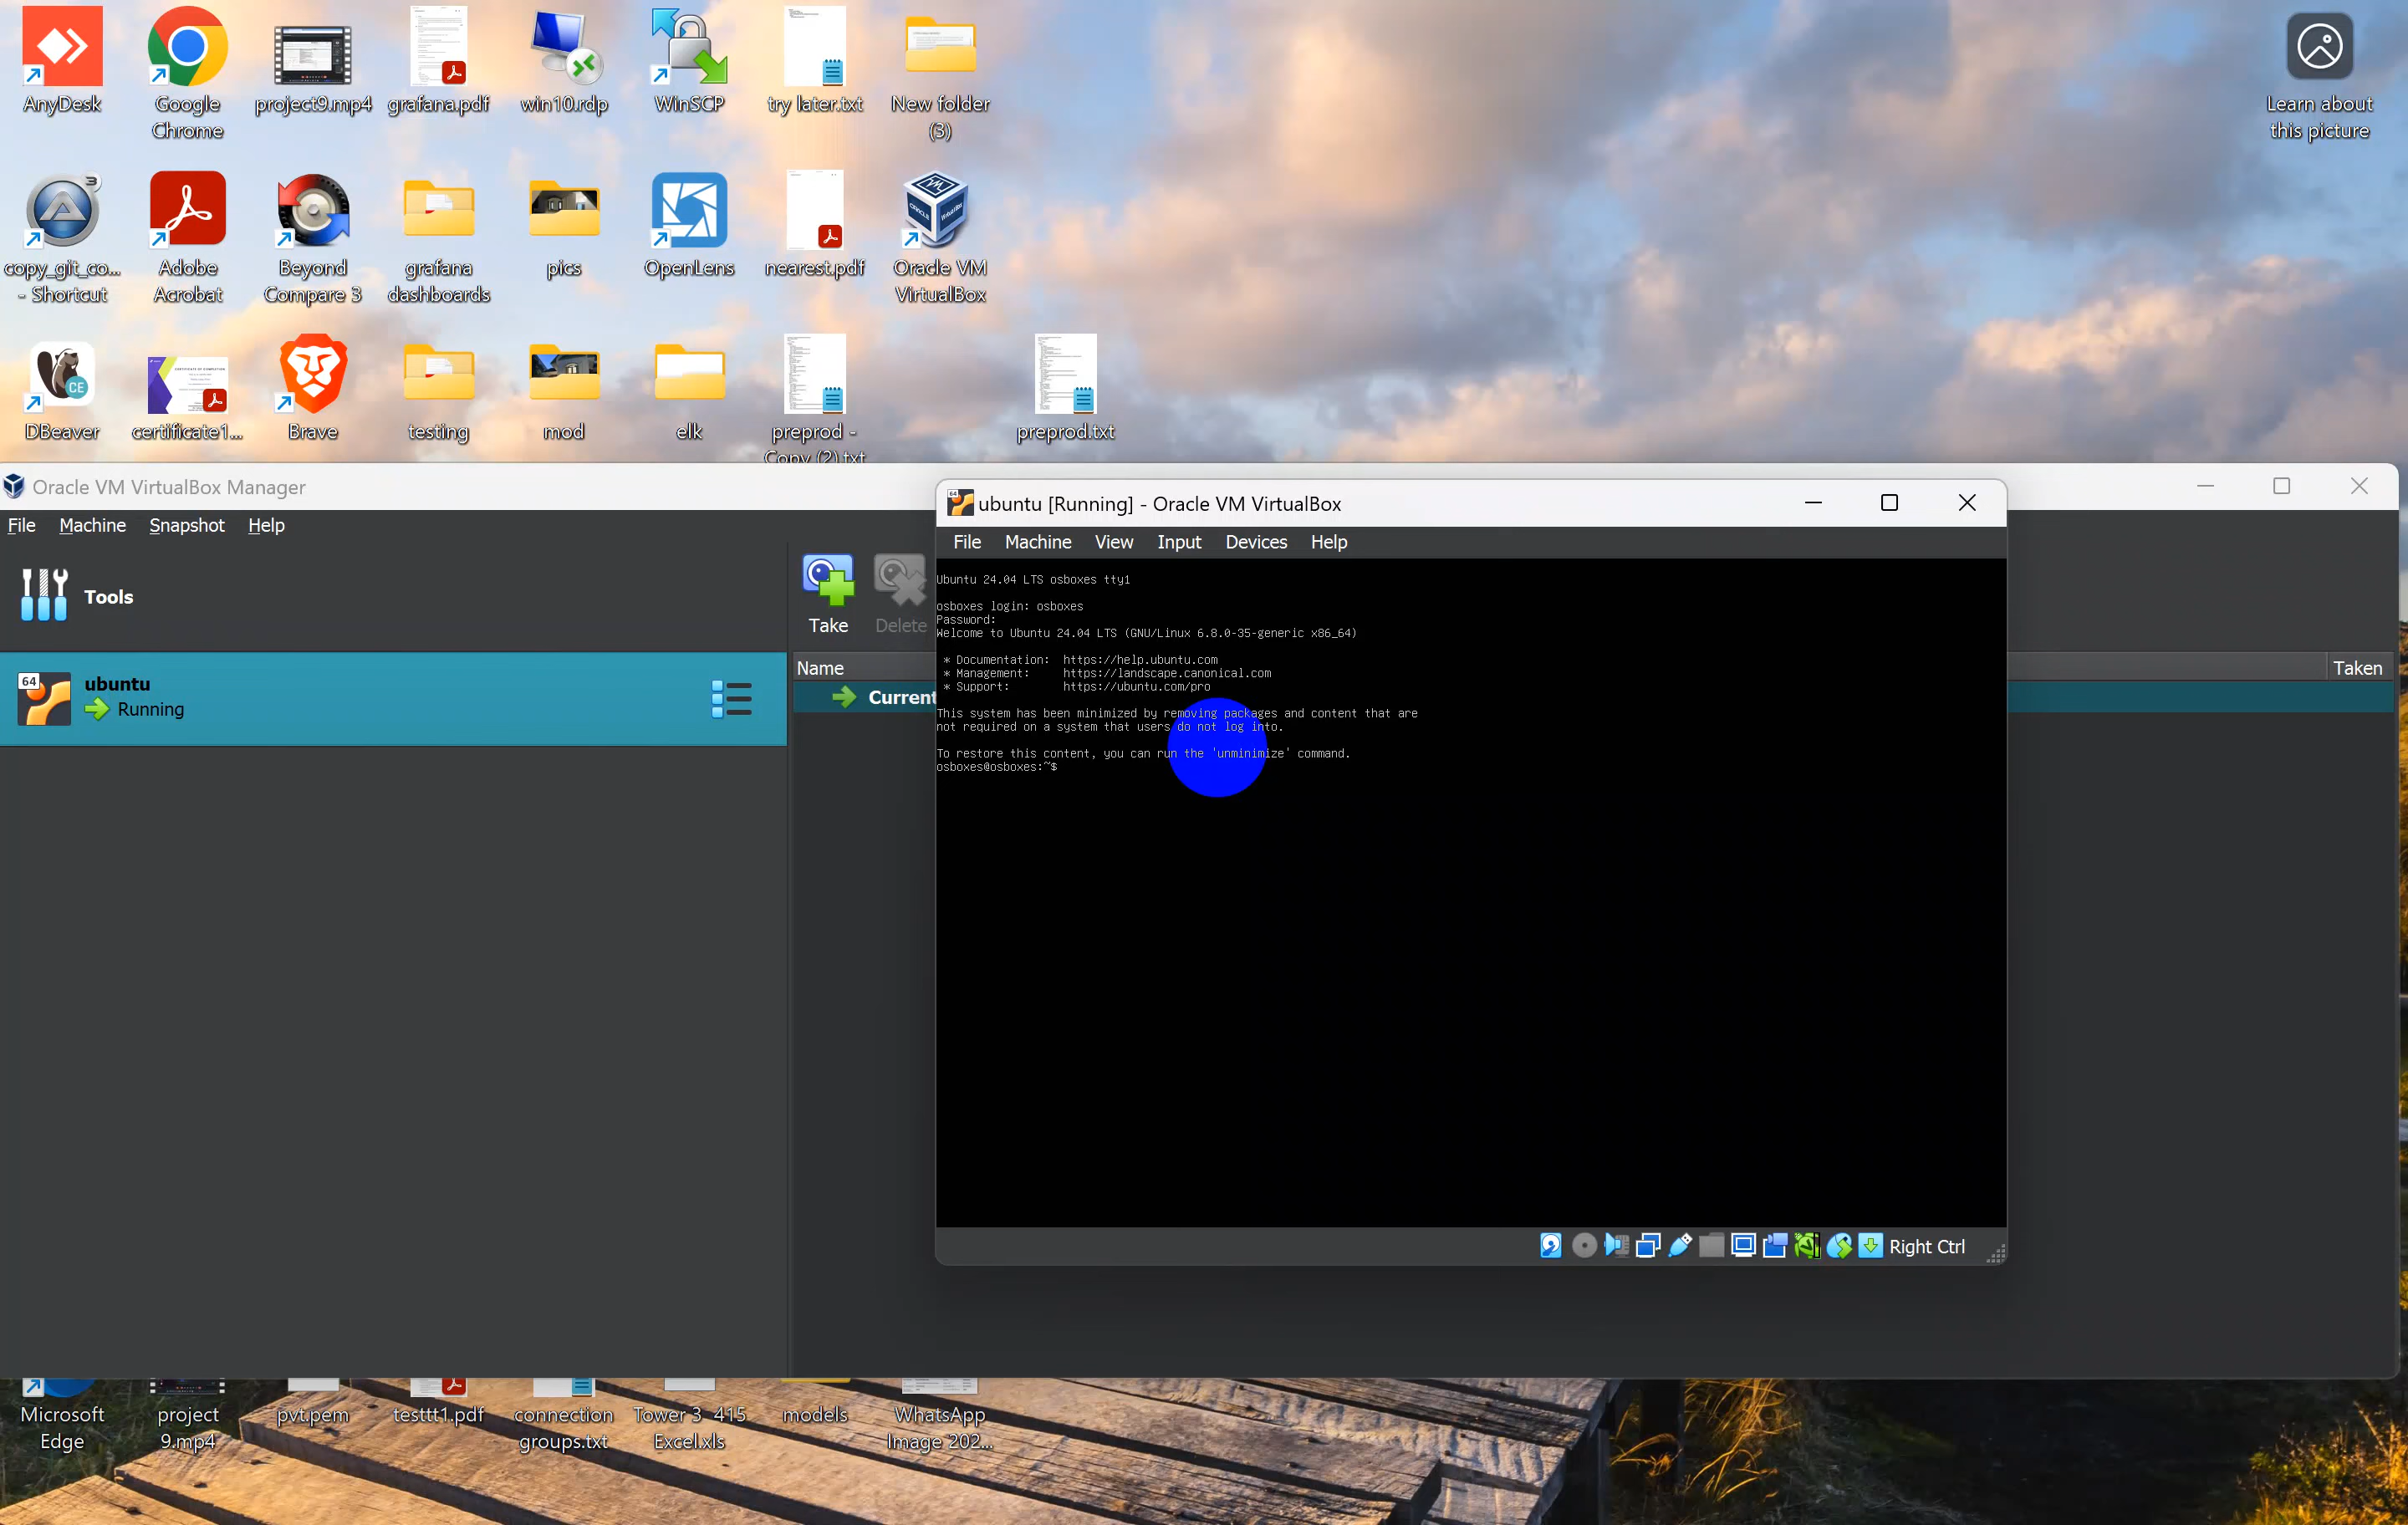 AnyDesk
Google
Chrome
project9.mp4
grafana.pdf
win10.rdp
WinSCP
try later.txt
New folder
(3)
Learn about
this picture
copy_git_co...
- Shortcut
Adobe
Acrobat
Beyond
Compare 3
grafana
dashboards
pics
OpenLens
nearest.pdf
Oracle VM
VirtualBox
DBeaver
certificate1...
Brave
testing
mod
elk
preprod -
Copy (2).txt
preprod.txt
Oracle VM VirtualBox Manager
File Machine Snapshot Help
Tools
Take
Delete
64
ubuntu
Running
Name
Taken
Current
ubuntu [Running] - Oracle VM VirtualBox
File Machine View Input Devices Help
Ubuntu 24.04 LTS osboxes tty1
osboxes login: osboxes
Password:
Welcome to Ubuntu 24.04 LTS (GNU/Linux 6.8.0-35-generic x86_64)
* Documentation: https://help.ubuntu.com
* Management: https://landscape.canonical.com
* Support: https://ubuntu.com/pro
This system has been minimized by removing packages and content that are
not required on a system that users do not log into.
To restore this content, you can run the 'unminimize' command.
osboxes@osboxes:~$
Right Ctrl
Microsoft
Edge
project
9.mp4
pvt.pem
testtt1.pdf
connection
groups.txt
Tower 3_415
Excel.xls
models
WhatsApp
Image 202...